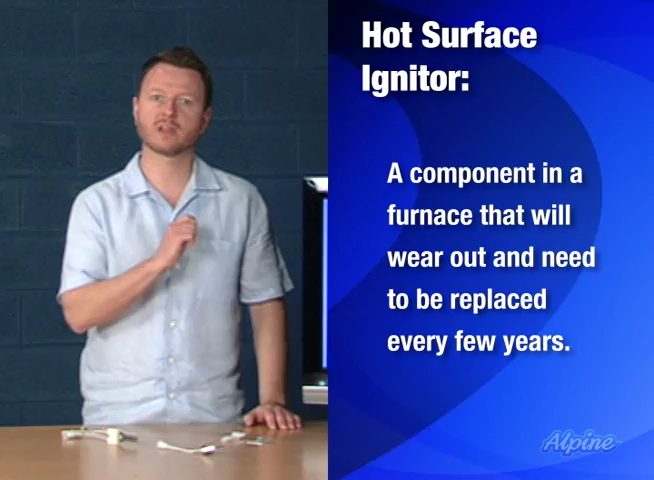 Hot Surface
Ignitor:
A component in a
furnace that will
wear out and need
to be replaced
every few years.
Alpine